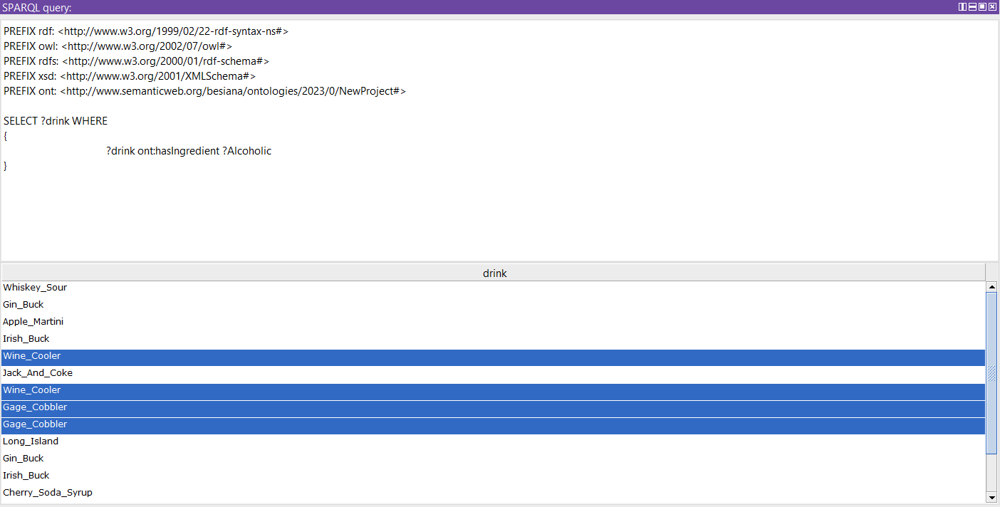 SPARQL query:
PREFIX rdf: <http://www.w3.org/1999/02/22-rdf-syntax-ns#>
PREFIX owl: <http://www.w3.org/2002/07/owl#>
PREFIX rdfs: <http://www.w3.org/2000/01/rdf-schema#>
PREFIX xsd: <http://www.w3.org/2001/XMLSchema#>
PREFIX ont: <http://www.semanticweb.org/besiana/ontologies/2023/0/NewProject#>
SELECT ?drink WHERE
{
?drink ont:hasIngredient ?Alcoholic
}
drink
Whiskey_Sour
Gin_Buck
Apple_Martini
Irish_Buck
Wine_Cooler
Jack_And_Coke
Wine_Cooler
Gage_Cobbler
Gage_Cobbler
Long_Island
Gin_Buck
Irish_Buck
Cherry_Soda_Syrup